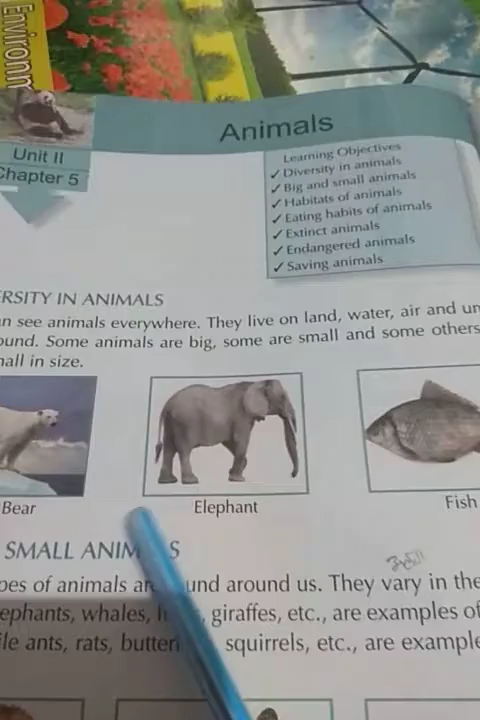 Environ
Animals
Unit II
Chapter 5
Learning Objectives
✓ Diversity in animals
✓ Big and small animals
✓ Habitats of animals
✓ Eating habits of animals
✓ Extinct animals
✓ Endangered animals
✓ Saving animals
ERSITY IN ANIMALS
an see animals everywhere. They live on land, water, air and un
ound. Some animals are big, some are small and some others
mall in size.
Bear
Elephant
Fish
SMALL ANIM S
pes of animals ar und around us. They vary in the
ephants, whales, giraffes, etc., are examples of
ile ants, rats, butter squirrels, etc., are example